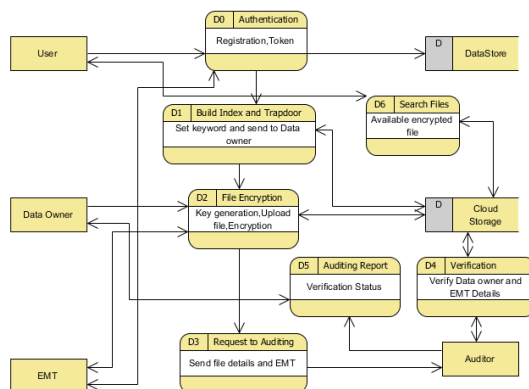 D0 Authentication
Registration,Token
User
D DataStore
D6 Search Files
Available encrypted
file
D1 Build Index and Trapdoor
Set keyword and send to Data
owner
D2 File Encryption
Key generation,Upload
file,Encryption
Data Owner
D Cloud
Storage
D5 Auditing Report
Verification Status
D4 Verification
Verify Data owner and
EMT Details
D3 Request to Auditing
Send file details and EMT
Auditor
EMT